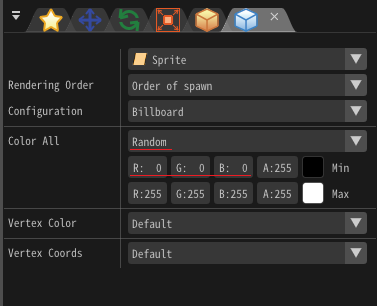 Sprite
Rendering Order Order of spawn
Configuration Billboard
Color All Random
R: 0 G: 0 B: 0 A:255 Min
R:255 G:255 B:255 A:255 Max
Vertex Color Default
Vertex Coords Default